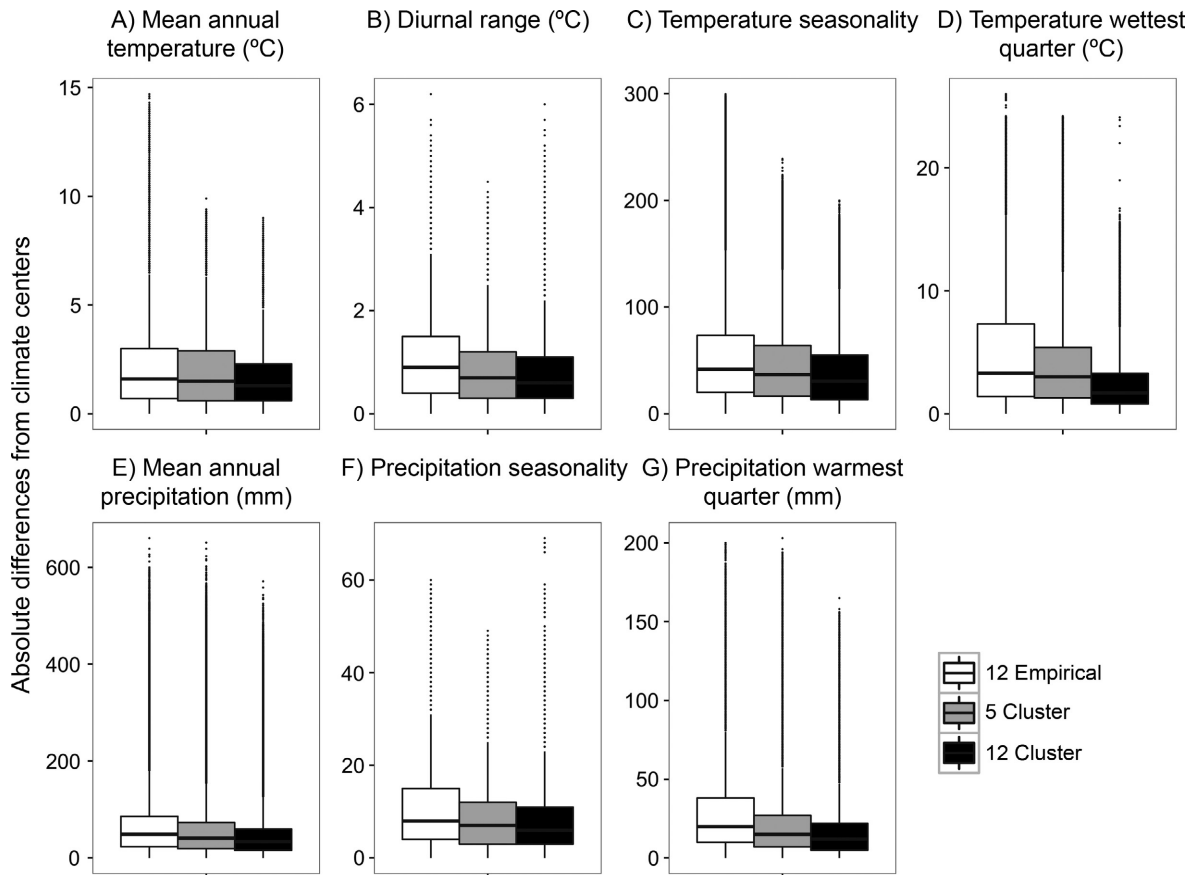 A) Mean annual
temperature (ºC)
B) Diurnal range (ºC)
C) Temperature seasonality
D) Temperature wettest
quarter (ºC)
Absolute differences from climate centers
15
10
5
0
6
4
2
0
300
200
100
0
20
10
0
E) Mean annual
precipitation (mm)
F) Precipitation seasonality
G) Precipitation warmest
quarter (mm)
600
400
200
0
60
40
20
0
200
150
100
50
0
12 Empirical
5 Cluster
12 Cluster